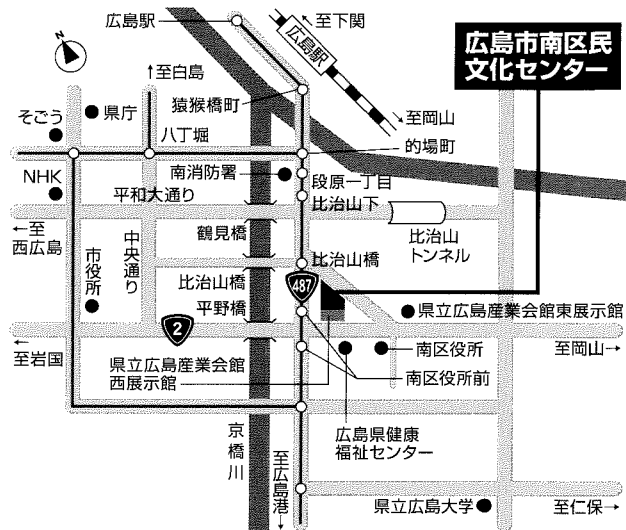 広島駅
→至下関
広島駅
広島市南区民
文化センター
N
↑至白島
→至岡山
猿猴橋町
そごう
県庁
八丁堀
的場町
NHK
南消防署
段原一丁目
平和大通り
比治山下
←至
西広島
鶴見橋
比治山
トンネル
中央通り
市役所
比治山橋
比治山橋
487
平野橋
県立広島産業会館東展示館
2
←至岩国
至岡山→
県立広島産業会館
西展示館
南区役所
南区役所前
京橋川
至広島港→
広島県健康
福祉センター
県立広島大学
至仁保→